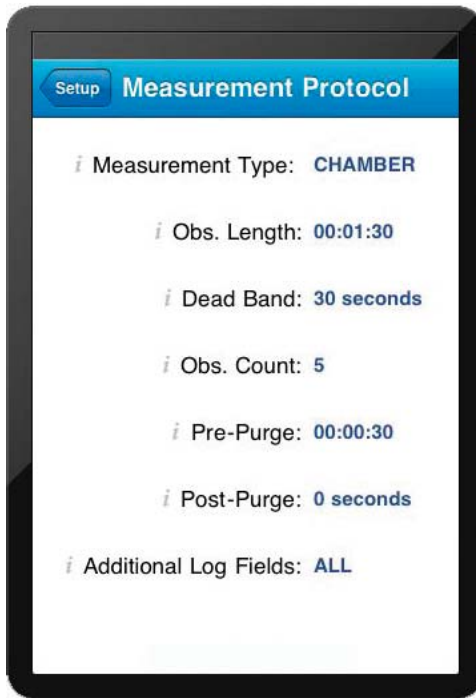 Setup Measurement Protocol
i Measurement Type: CHAMBER
i Obs. Length: 00:01:30
i Dead Band: 30 seconds
i Obs. Count: 5
i Pre-Purge: 00:00:30
i Post-Purge: 0 seconds
i Additional Log Fields: ALL